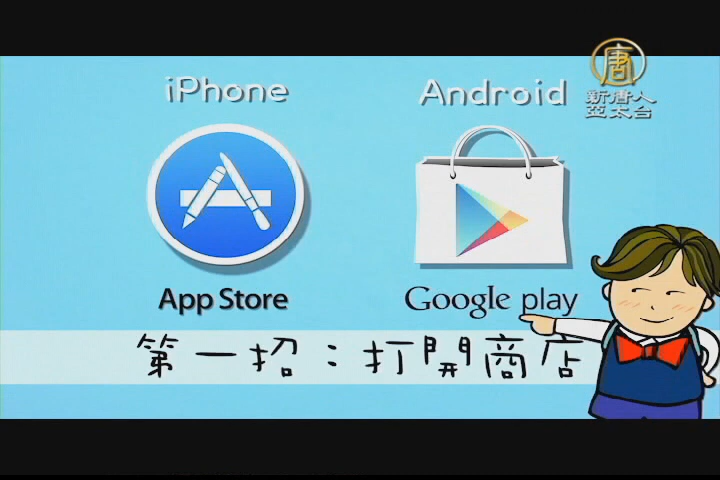 iPhone
Android
唐
新唐人
亞太台
App Store
Google play
第一招：打開商店